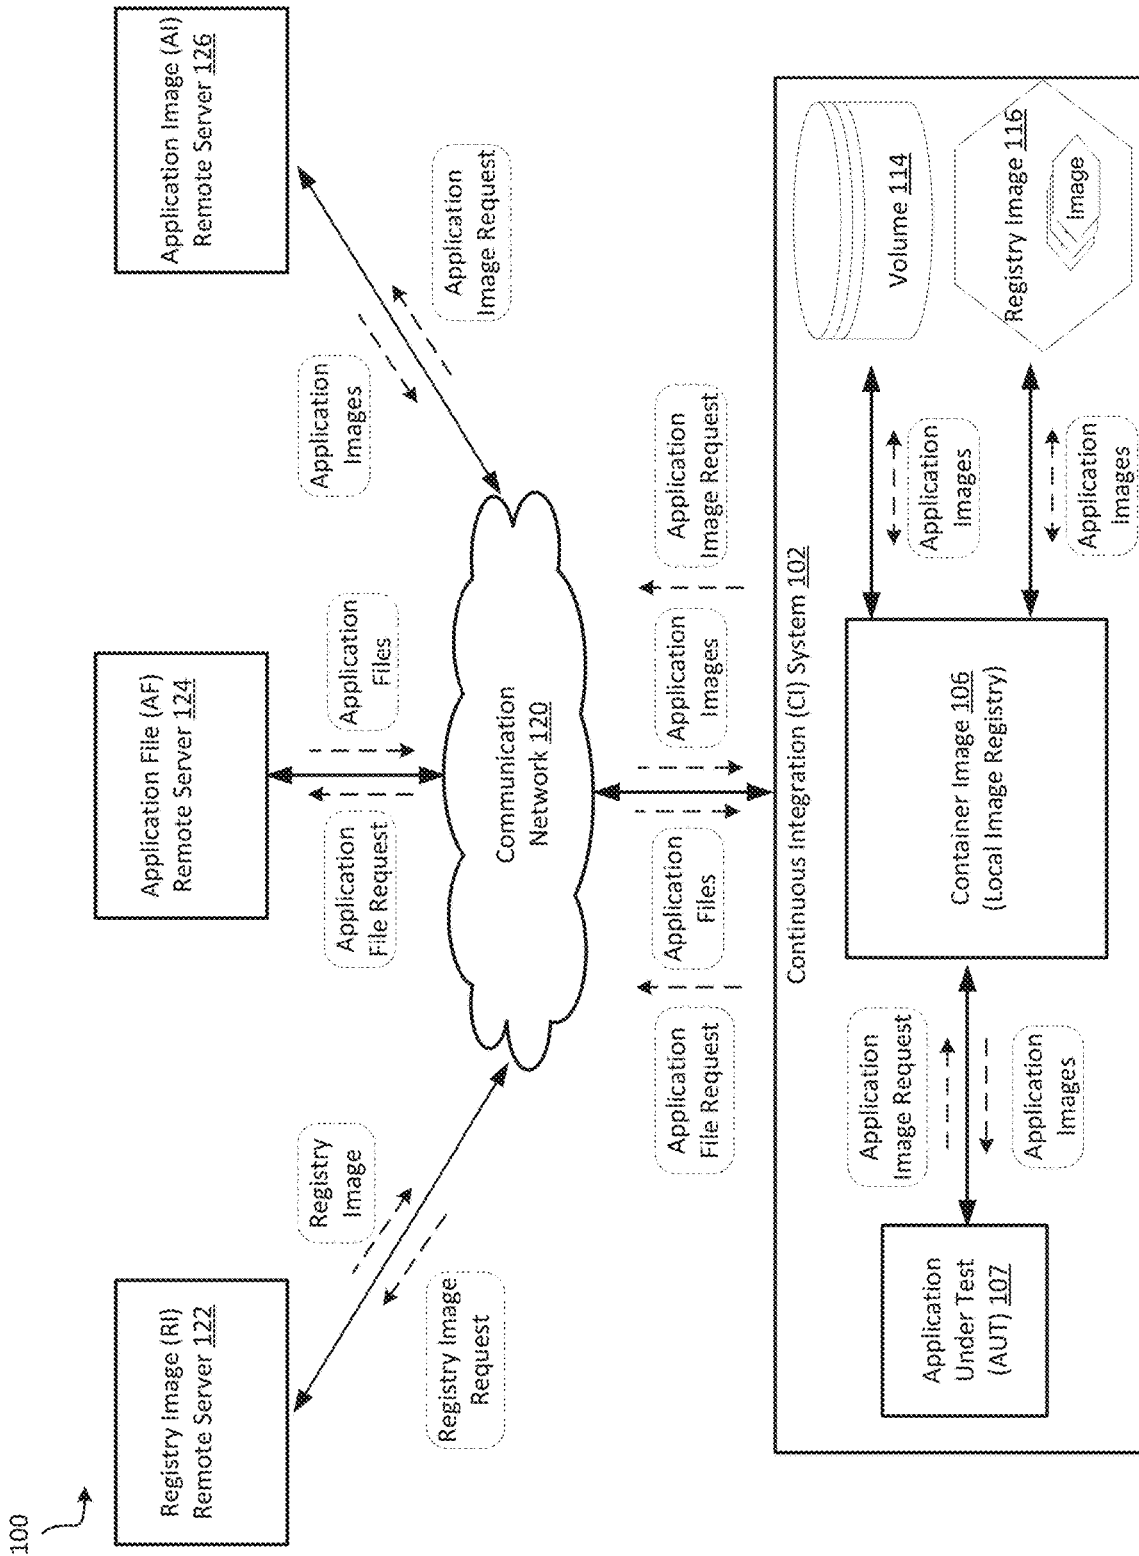 100
Registry Image (RI)
Remote Server 122
Application File (AF)
Remote Server 124
Application Image (AI)
Remote Server 126
Registry
Image
Registry Image
Request
Application
File Request
Application
Files
Application
Images
Application
Image Request
Communication
Network 120
Application
File Request
Application
Files
Application
Images
Application
Image Request
Continuous Integration (CI) System 102
Application
Under Test
(AUT) 107
Application
Image Request
Application
Images
Container Image 106
(Local Image Registry)
Application
Images
Application
Images
Volume 114
Registry Image 116
Image